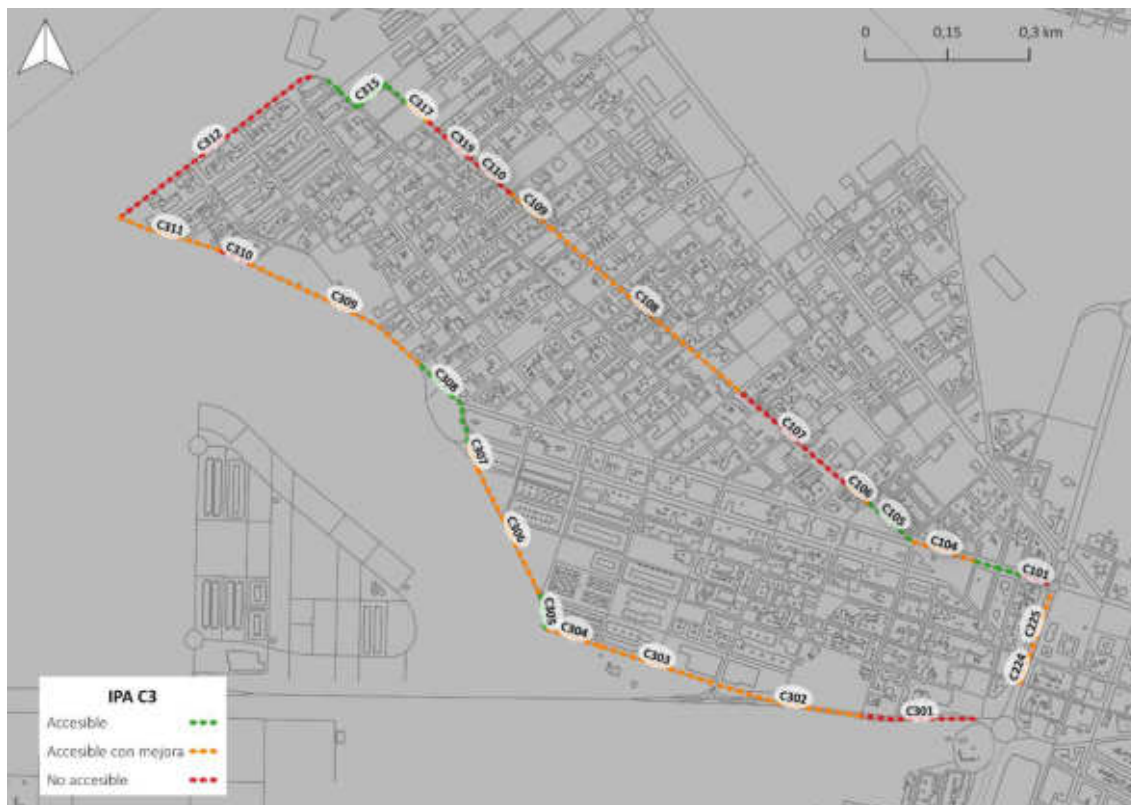 0 0,15 0,3 km
C315
C317
C312
C319
C110
C109
C311
C310
C309
C108
C308
C107
C307
C106
C105
C306
C104
C101
C305
C304
C225
C303
C224
C302
C301
IPA C3
Accesible
Accesible con mejora
No accesible